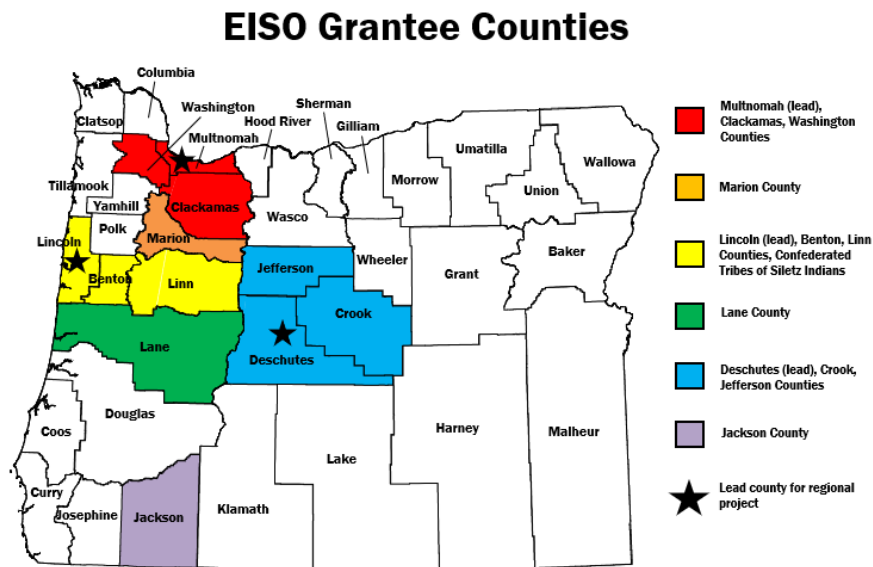 EISO Grantee Counties
Columbia
Washington
Sherman
Hood River
Gilliam
Clatsop
Multnomah
Umatilla
Wallowa
Morrow
Union
Tillamook
Yamhill
Clackamas
Wasco
Polk
Marion
Lincoln
Wheeler
Baker
Grant
Jefferson
Benton
Linn
Crook
Lane
Deschutes
Douglas
Coos
Harney
Malheur
Lake
Curry
Josephine
Jackson
Klamath
Multnomah (lead),
Clackamas, Washington
Counties
Marion County
Lincoln (lead), Benton, Linn
Counties, Confederated
Tribes of Siletz Indians
Lane County
Deschutes (lead), Crook,
Jefferson Counties
Jackson County
Lead county for regional
project